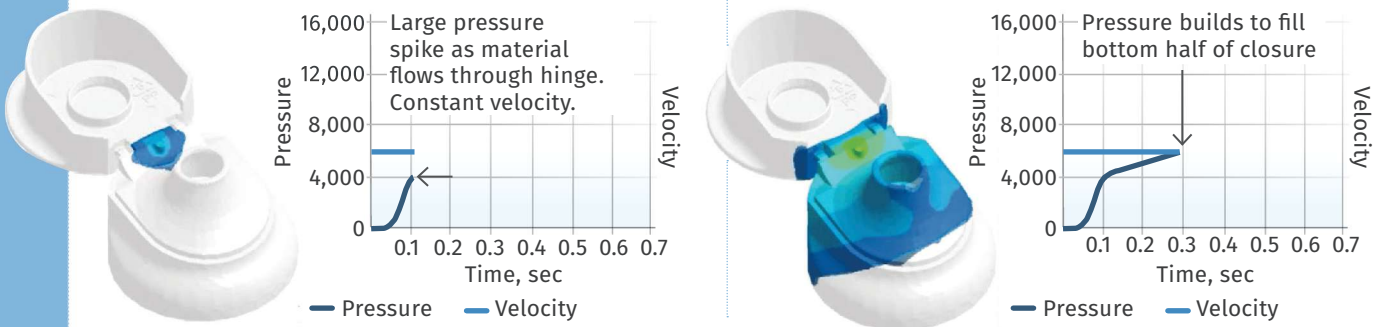 16,000
12,000
8,000
4,000
0
Pressure
Large pressure
spike as material
flows through hinge.
Constant velocity.
Velocity
0.1 0.2 0.3 0.4 0.5 0.6 0.7
Time, sec
Pressure Velocity
16,000
12,000
8,000
4,000
0
Pressure
Pressure builds to fill
bottom half of closure
Velocity
0.1 0.2 0.3 0.4 0.5 0.6 0.7
Time, sec
Pressure Velocity